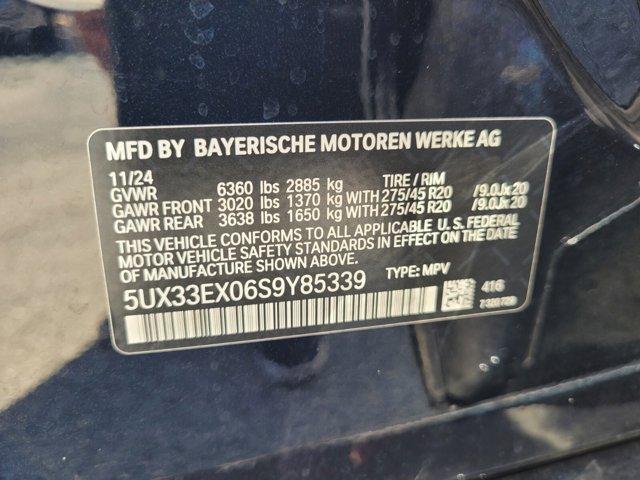 MFD BY BAYERISCHE MOTOREN WERKE AG
11/24 TIRE / RIM
GVWR 6360 lbs 2885 kg
GAWR FRONT 3020 lbs 1370 kg WITH 275/45 R20 /9.0Jx20
GAWR REAR 3638 lbs 1650 kg WITH 275/45 R20 /9.0Jx20
THIS VEHICLE CONFORMS TO ALL APPLICABLE U.S. FEDERAL
MOTOR VEHICLE SAFETY STANDARDS IN EFFECT ON THE DATE
OF MANUFACTURE SHOWN ABOVE.
5UX33EX06S9Y85339 TYPE: MPV
416